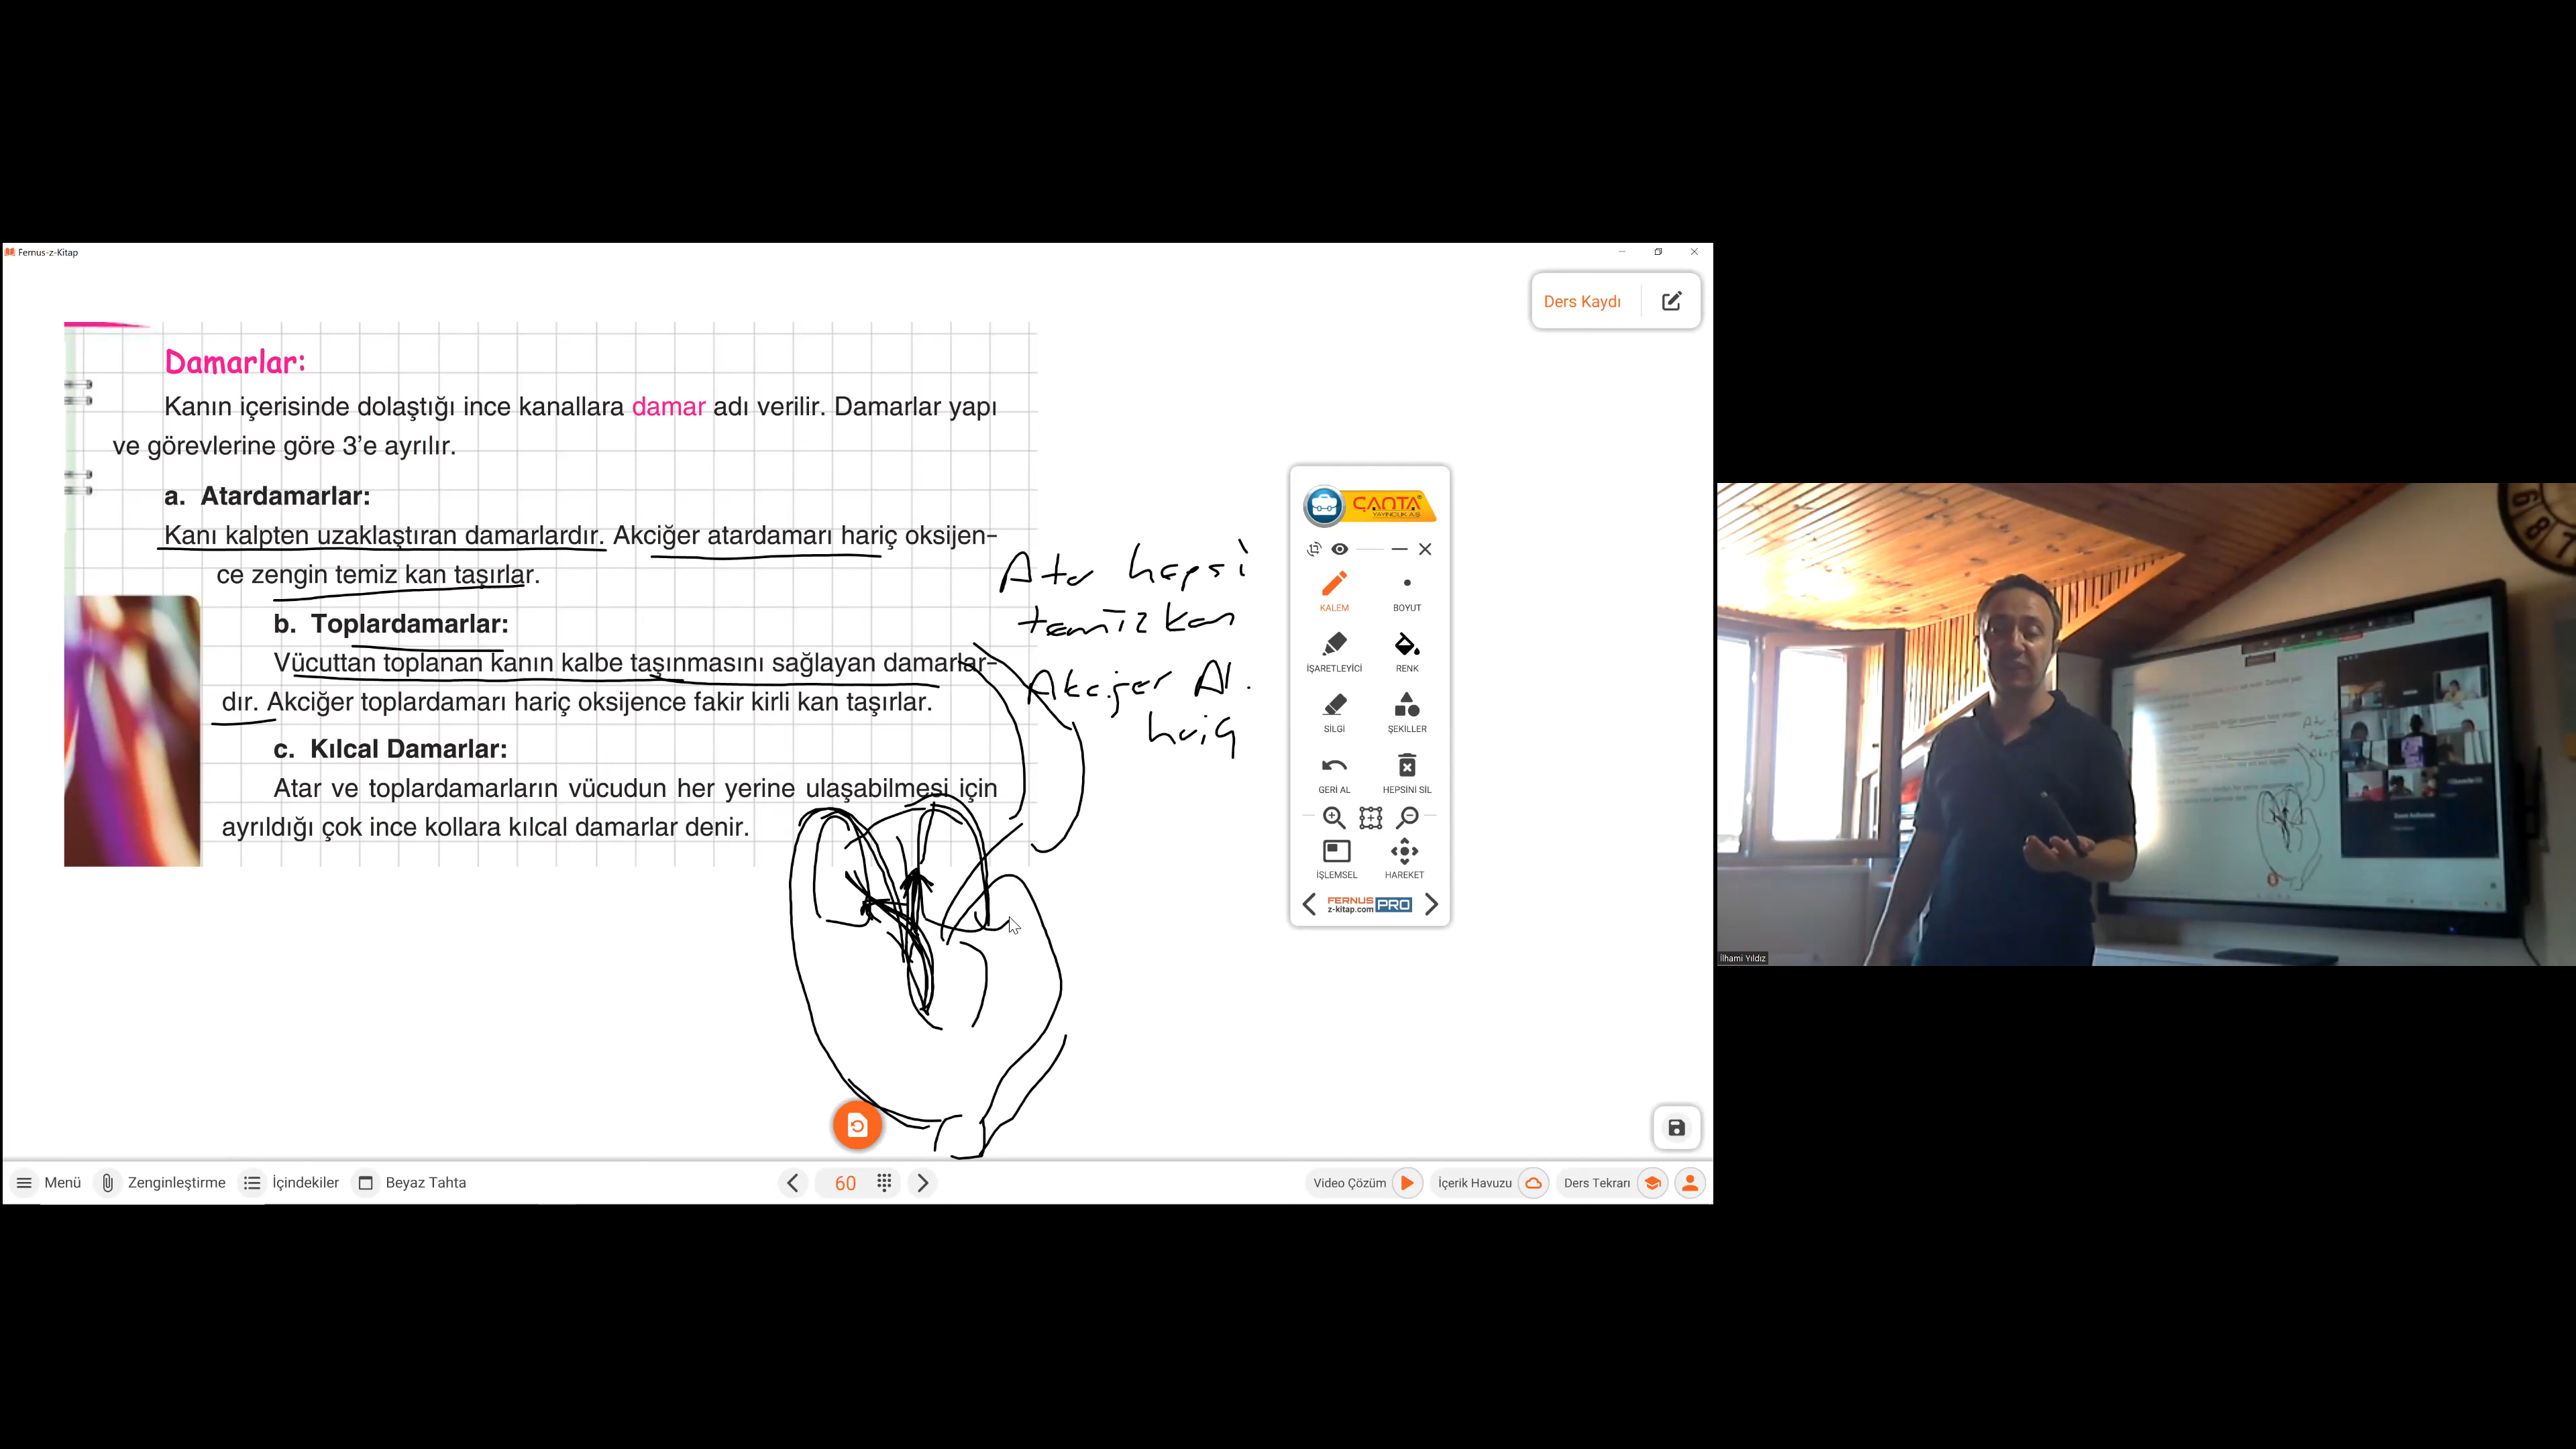 Fernus-z-Kitap
Ders Kaydı
Damarlar:
Kanın içerisinde dolaştığı ince kanallara damar adı verilir. Damarlar yapı
ve görevlerine göre 3'e ayrılır.
a. Atardamarlar:
Kanı kalpten uzaklaştıran damarlardır. Akciğer atardamarı hariç oksijen-
ce zengin temiz kan taşırlar.
b. Toplardamarlar:
Vücuttan toplanan kanın kalbe taşınmasını sağlayan damarlar-
dır. Akciğer toplardamarı hariç oksijence fakir kirli kan taşırlar.
c. Kılcal Damarlar:
Atar ve toplardamarların vücudun her yerine ulaşabilmesi için
ayrıldığı çok ince kollara kılcal damarlar denir.
Ata hepsi
temiz kan
Akciğer At.
hariç
ÇANTA
YAYINCILIK A.Ş.
KALEM BOYUT
İŞARETLEYİCİ RENK
SİLGİ ŞEKİLLER
GERİ AL HEPSİNİ SİL
İŞLEMSEL HAREKET
FERNUS
z-kitap.com PRO
İlhami Yıldız
6 8 7
Menü Zenginleştirme İçindekiler Beyaz Tahta 60 Video Çözüm İçerik Havuzu Ders Tekrarı